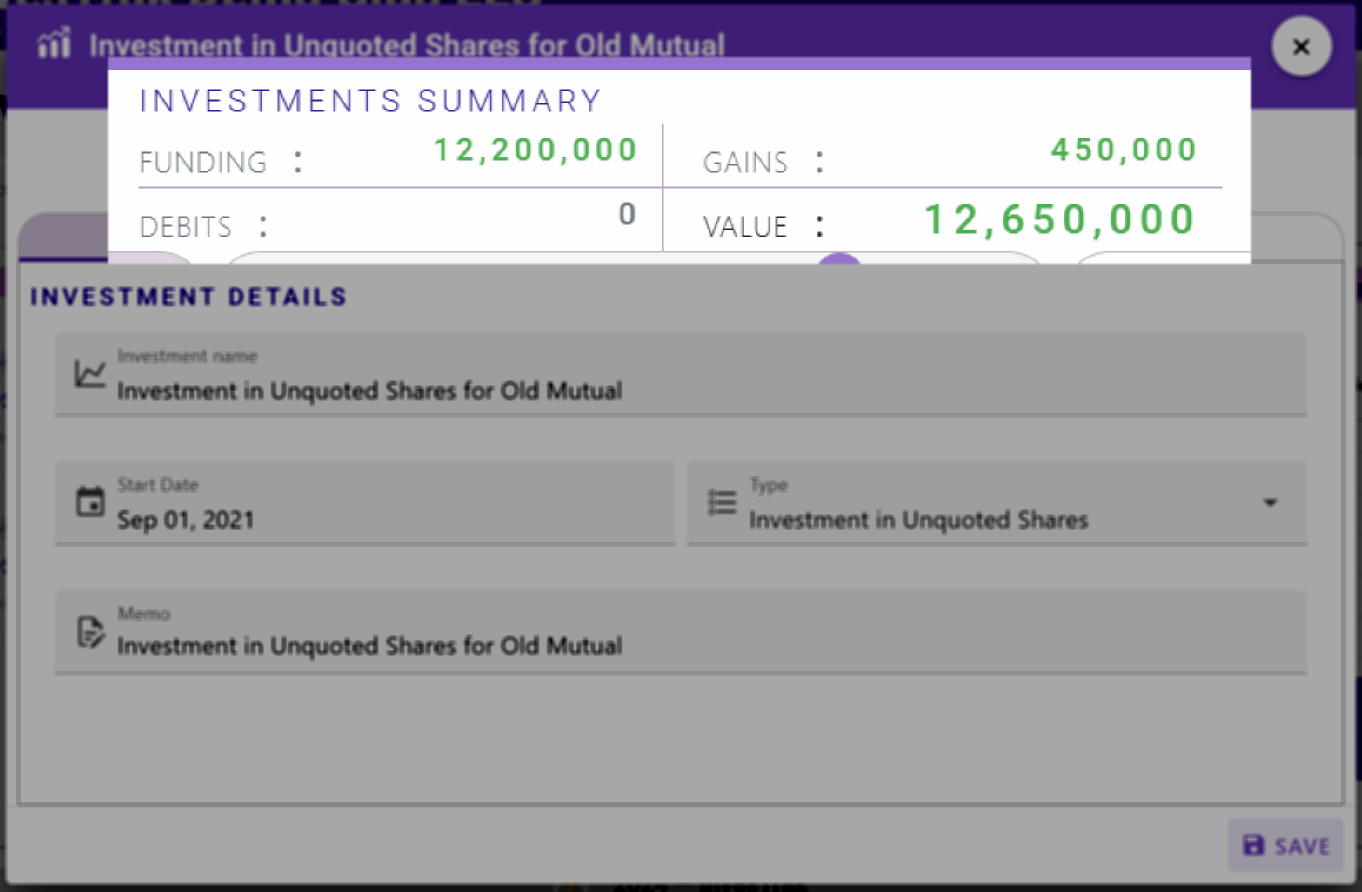 Investment in Unquoted Shares for Old Mutual
INVESTMENTS SUMMARY
FUNDING : 12,200,000 GAINS : 450,000
DEBITS : 0 VALUE : 12,650,000
INVESTMENT DETAILS
Investment name
Investment in Unquoted Shares for Old Mutual
Start Date Type
Sep 01, 2021 Investment in Unquoted Shares
Memo
Investment in Unquoted Shares for Old Mutual
SAVE